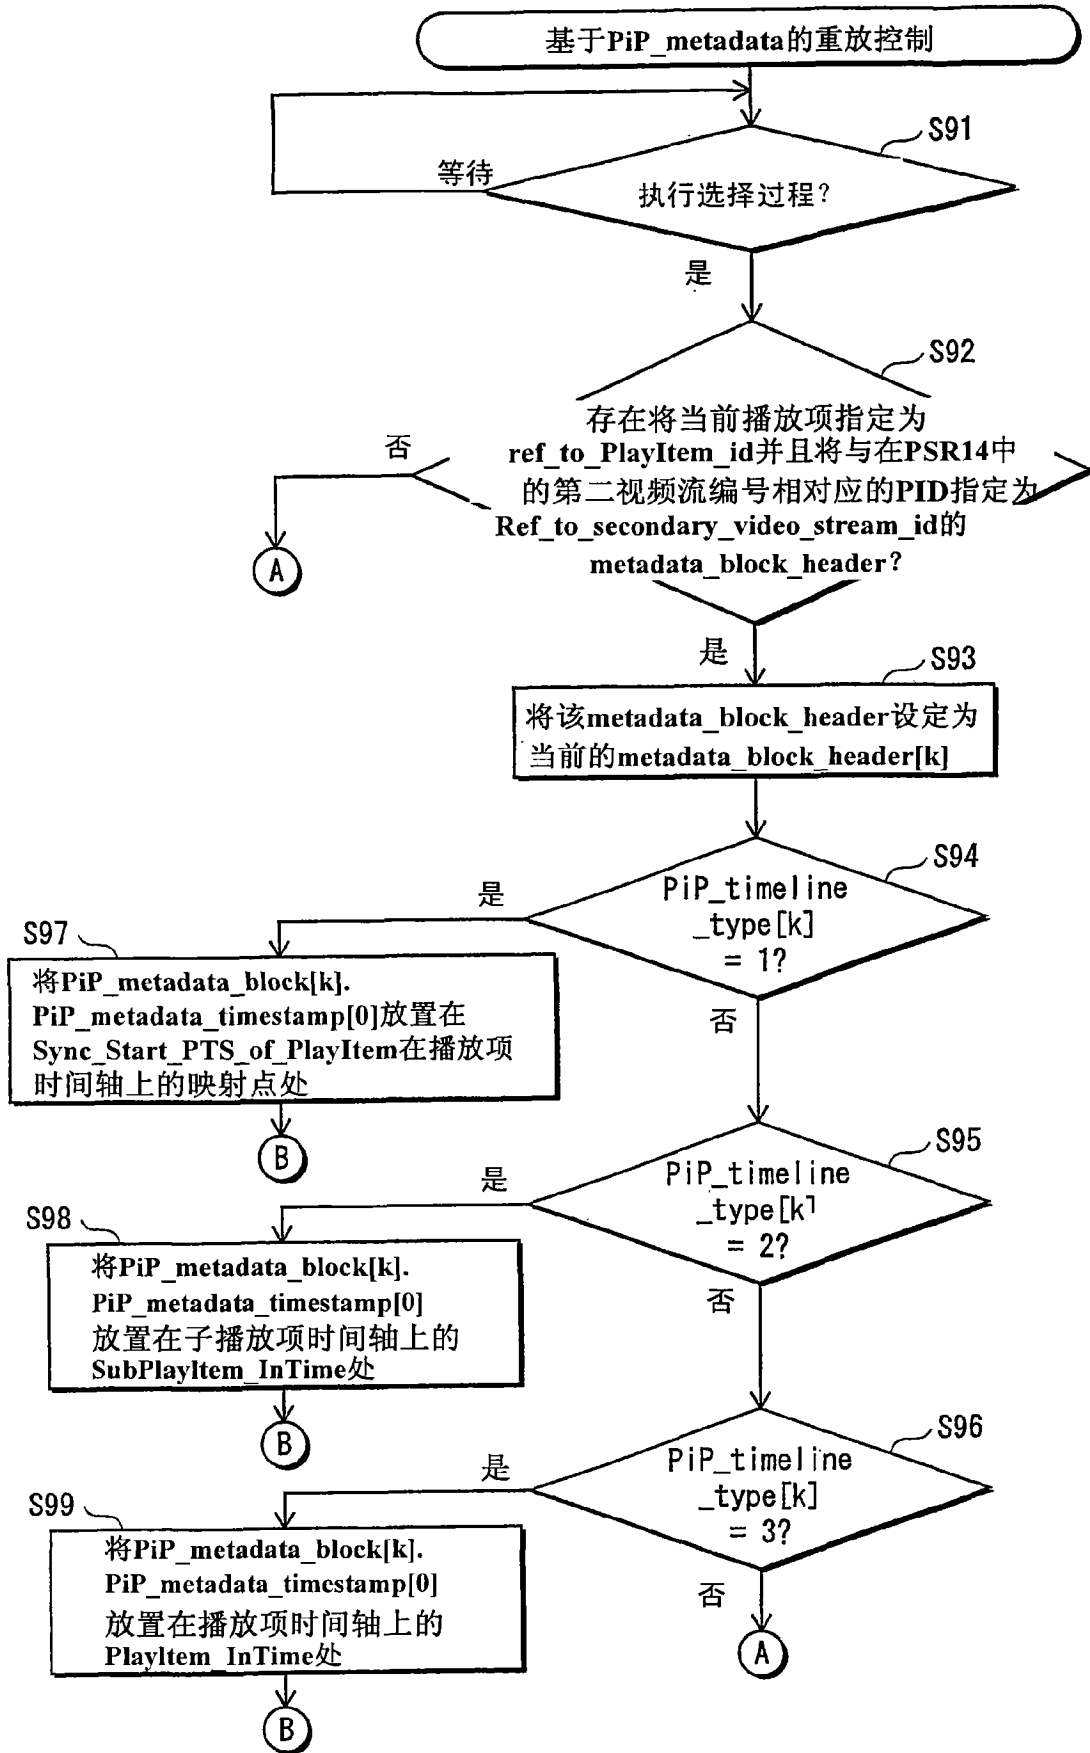 基于PiP_metadata的重放控制
S91
等待
执行选择过程?
是
S92
存在将当前播放项指定为
否
ref_to_PlayItem_id并且将与在PSR14中
的第二视频流编号相对应的PID指定为
Ref_to_secondary_video_stream_id的
metadata_block_header?
A
是
S93
将该metadata_block_header设定为
当前的metadata_block_header[k]
S94
PiP_timeline
_type[k]
= 1?
是
否
S97
将PiP_metadata_block[k].
PiP_metadata_timestamp[0]放置在
Sync_Start_PTS_of_PlayItem在播放项
时间轴上的映射点处
B
S95
PiP_timeline
_type[k]
= 2?
是
否
S98
将PiP_metadata_block[k].
PiP_metadata_timestamp[0]
放置在子播放项时间轴上的
SubPlayItem_InTime处
B
S96
PiP_timeline
_type[k]
= 3?
是
否
A
S99
将PiP_metadata_block[k].
PiP_metadata_timestamp[0]
放置在播放项时间轴上的
PlayItem_InTime处
B